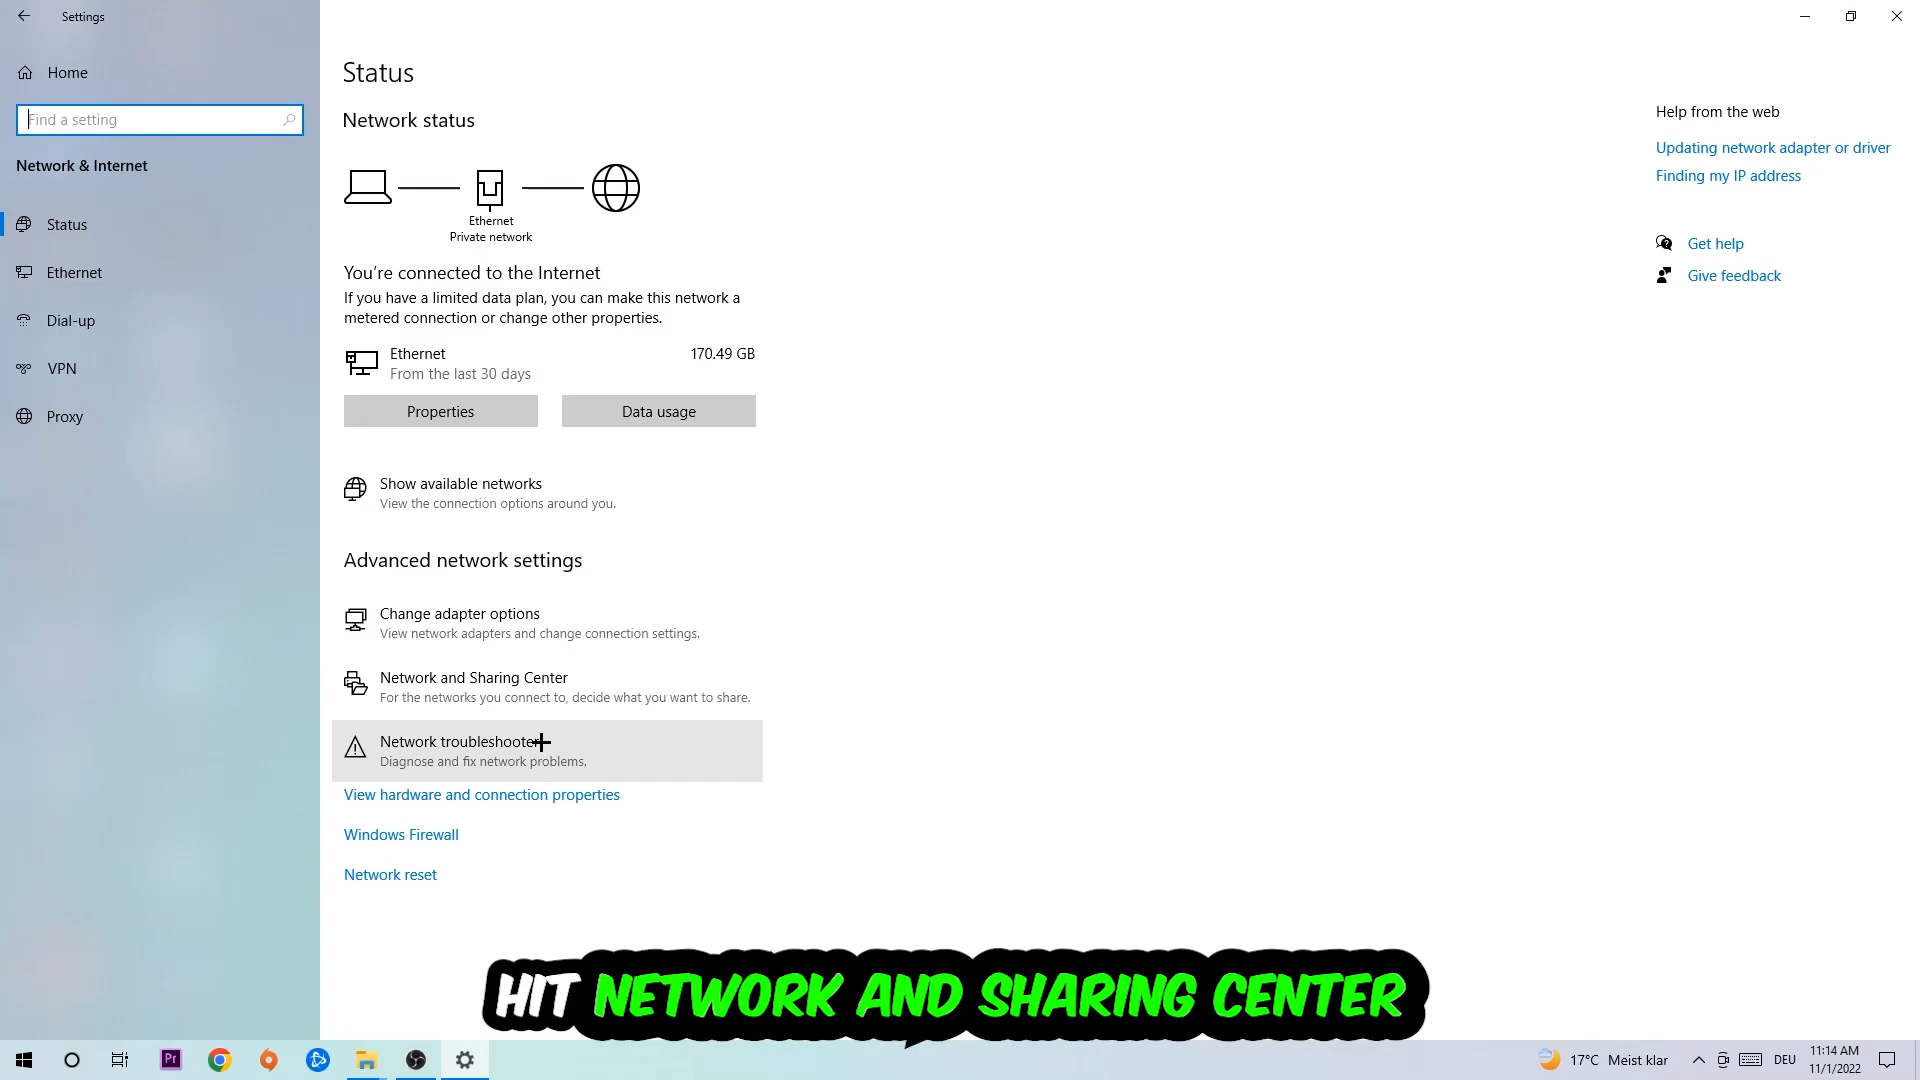 Settings
Home
Find a setting
Network & Internet
Status
Ethernet
Dial-up
VPN
Proxy
Status
Network status
Ethernet
Private network
You're connected to the Internet
If you have a limited data plan, you can make this network a
metered connection or change other properties.
Ethernet 170.49 GB
From the last 30 days
Properties Data usage
Show available networks
View the connection options around you.
Advanced network settings
Change adapter options
View network adapters and change connection settings.
Network and Sharing Center
For the networks you connect to, decide what you want to share.
Network troubleshooter
Diagnose and fix network problems.
View hardware and connection properties
Windows Firewall
Network reset
Help from the web
Updating network adapter or driver
Finding my IP address
Get help
Give feedback
HIT NETWORK AND SHARING CENTER
Pr
17°C Meist klar
DEU
11:14 AM
11/1/2022